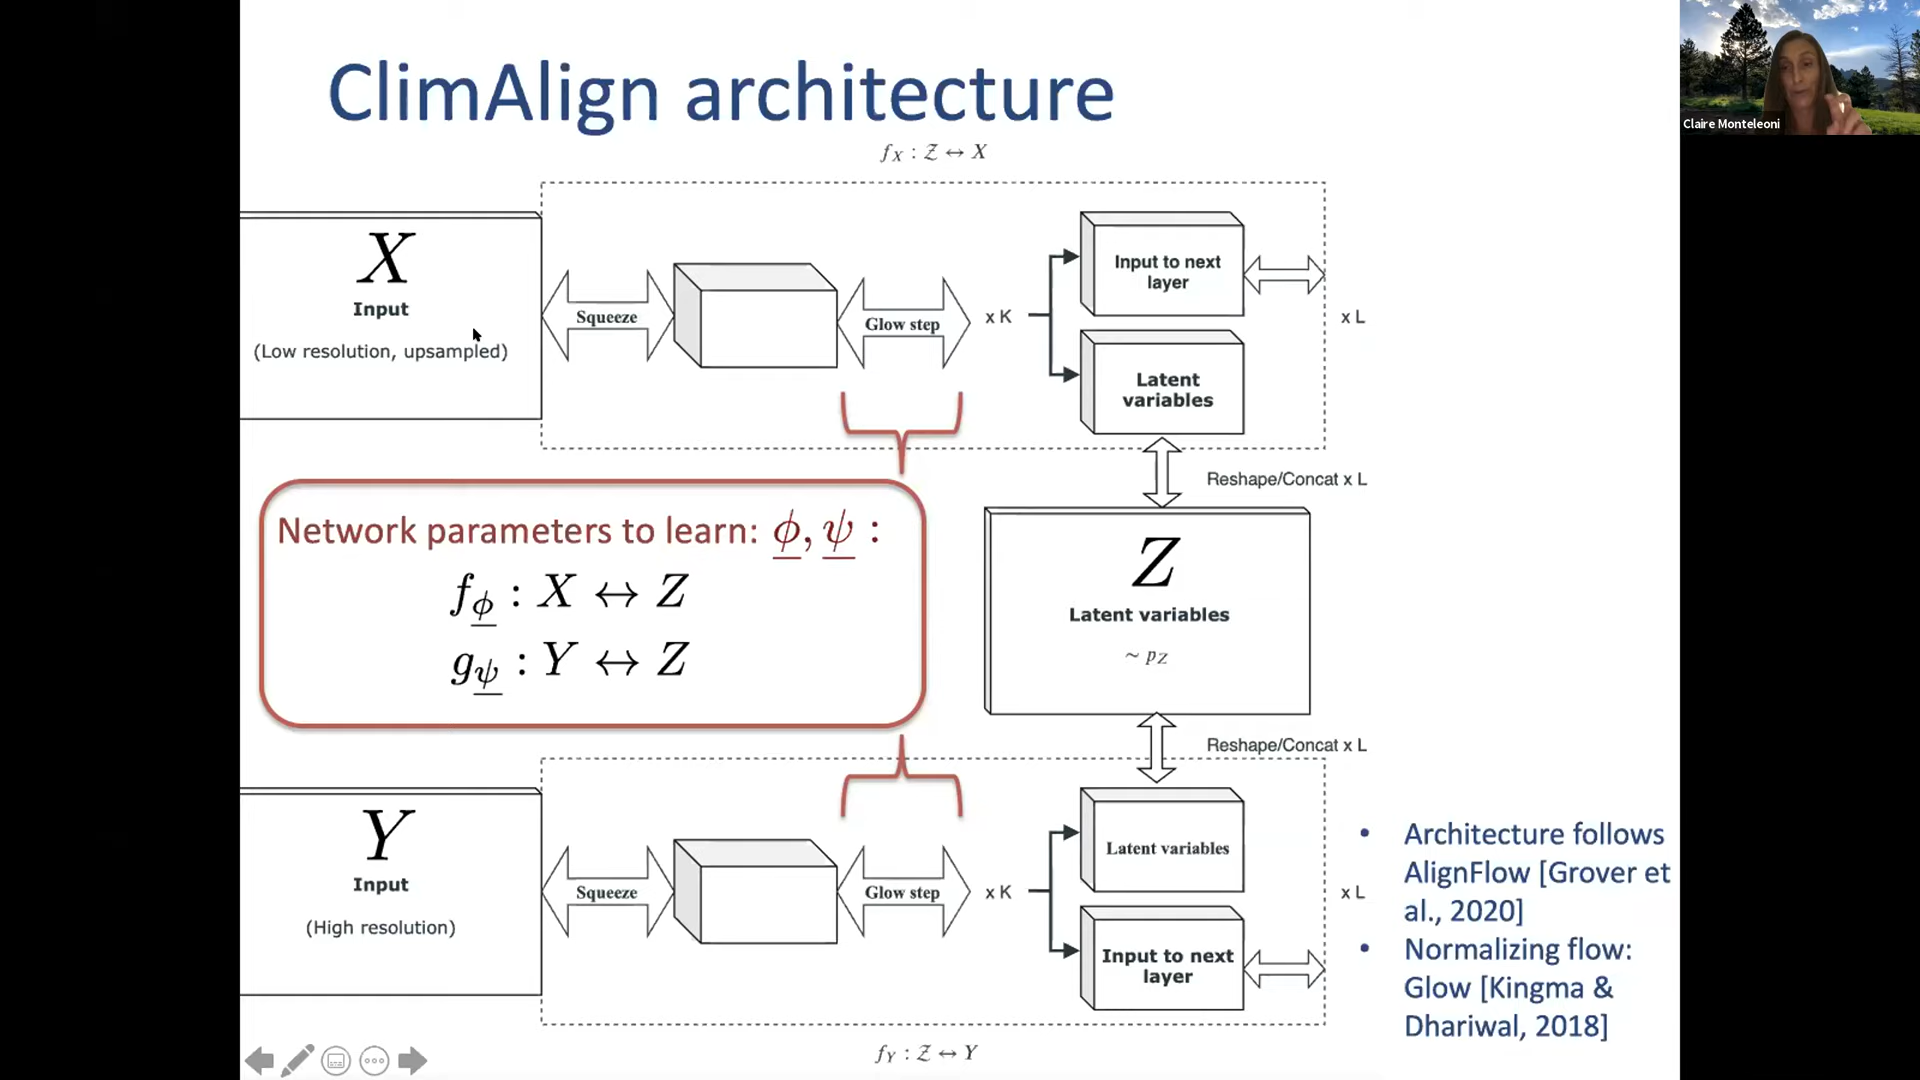 ClimAlign architecture
Claire Monteleoni
f_X : Z ↔ X
X
Input
(Low resolution, upsampled)
Squeeze
Glow step
x K
Input to next
layer
Latent
variables
x L
Reshape/Concat x L
Network parameters to learn: ϕ, ψ :
f_ϕ : X ↔ Z
g_ψ : Y ↔ Z
Z
Latent variables
~ p_Z
Reshape/Concat x L
Y
Input
(High resolution)
Squeeze
Glow step
x K
Latent variables
Input to next
layer
x L
• Architecture follows
AlignFlow [Grover et
al., 2020]
• Normalizing flow:
Glow [Kingma &
Dhariwal, 2018]
f_Y : Z ↔ Y